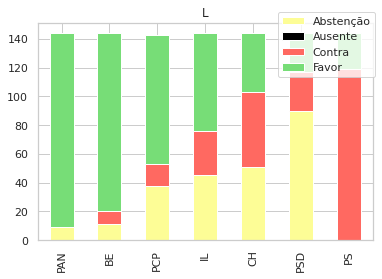 L
Abstenção
Ausente
Contra
Favor
140
120
100
80
60
40
20
0
PAN
BE
PCP
IL
CH
PSD
PS